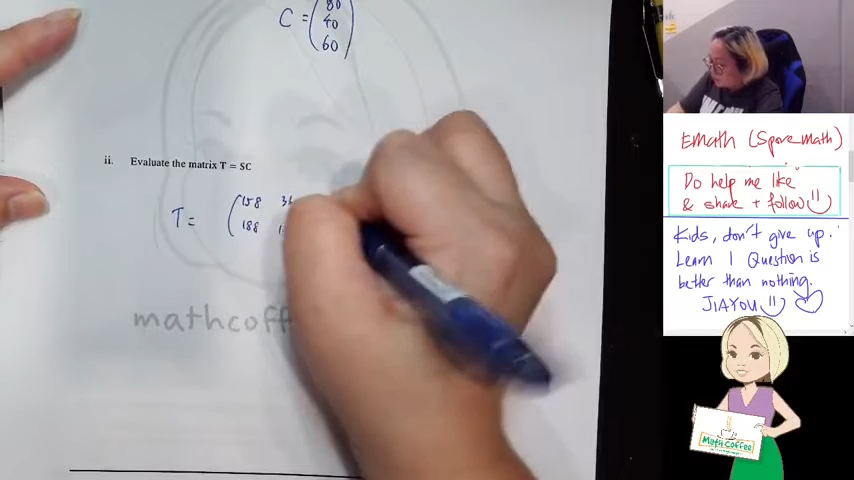 80
C = 40
60
ii. Evaluate the matrix T = SC
T = 158
188
mathcoff
Emath (Spore math)
Do help me like
& share + follow
Kids, don't give up.
Learn 1 Question is
better than nothing.
JIAYOU
Math Coffee